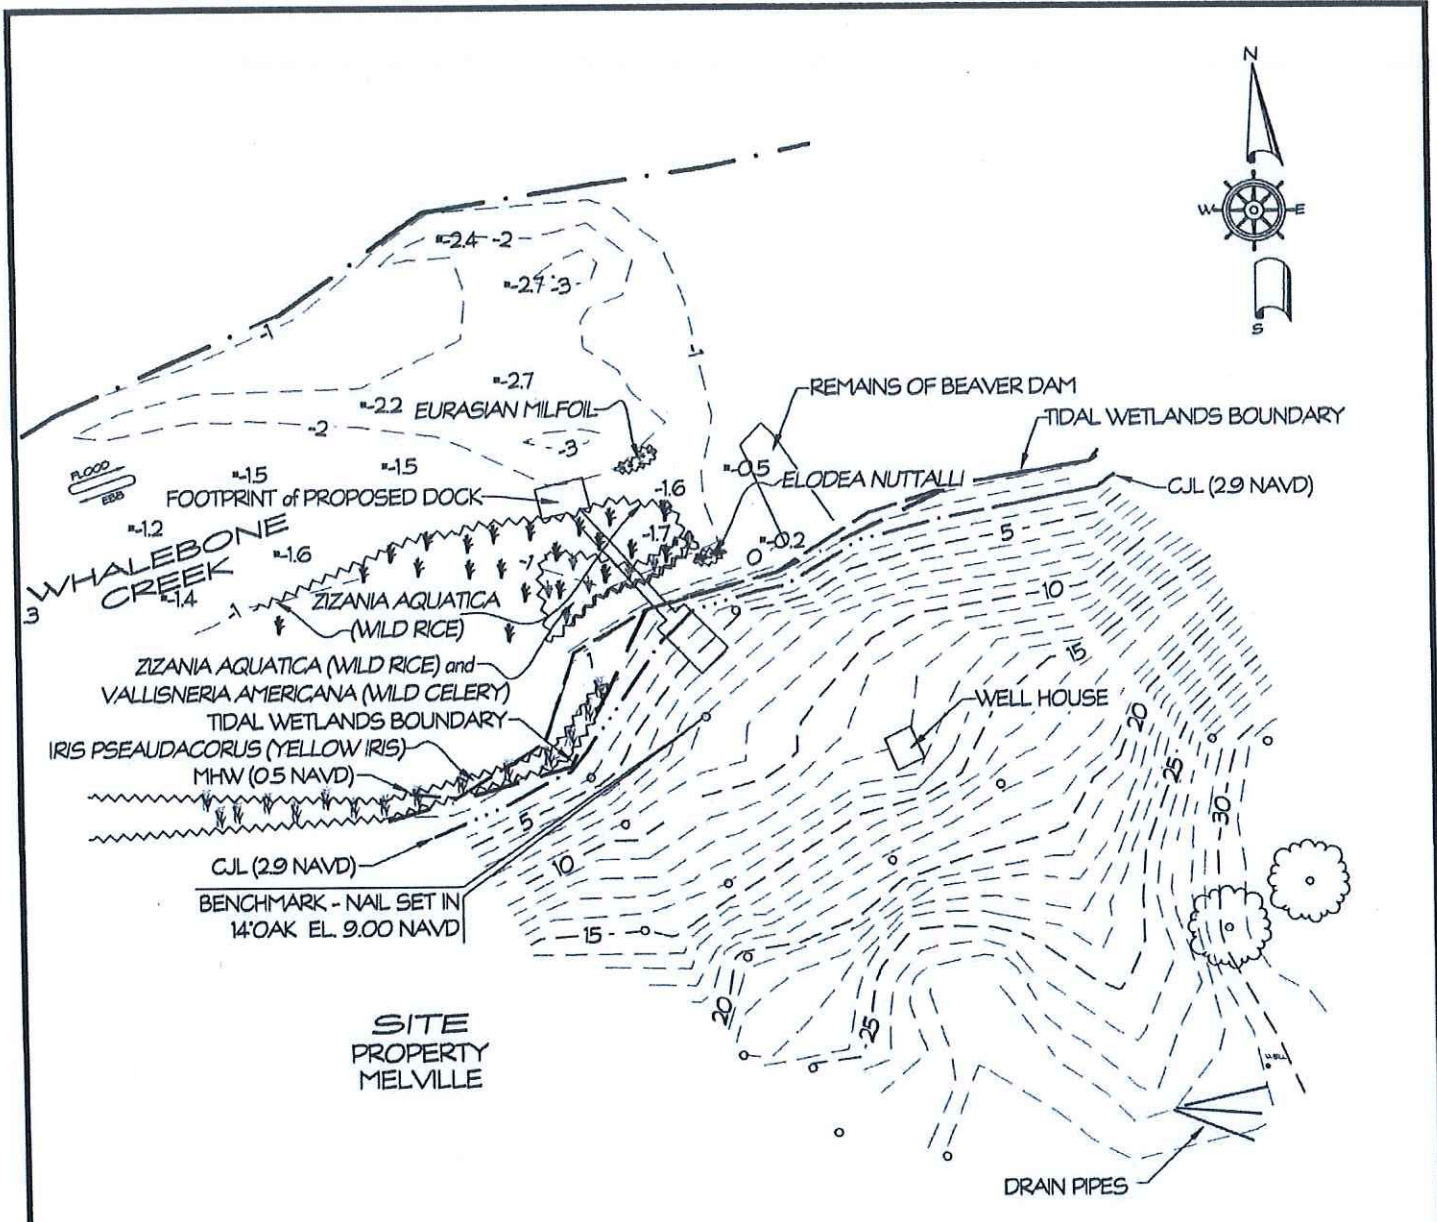 N
W E
S
-2.4 -2
-2.7 -3
-1
-1
-2.7
REMAINS OF BEAVER DAM
-2.2 EURASIAN MILFOIL
TIDAL WETLANDS BOUNDARY
-2
-3
FLOOD
EBB
-1.5
-1.5
-0.5
ELODEA NUTTALLI
CJL (2.9 NAVD)
FOOTPRINT of PROPOSED DOCK
-1.6
-1.2
WHALEBONE
CREEK
-1.6
-1.7
-0.2
0
5
-1
-1.4
3
-1
ZIZANIA AQUATICA
(WILD RICE)
10
15
ZIZANIA AQUATICA (WILD RICE) and
VALLISNERIA AMERICANA (WILD CELERY)
TIDAL WETLANDS BOUNDARY
IRIS PSEAUDACORUS (YELLOW IRIS)
MHW (0.5 NAVD)
WELL HOUSE
20
25
30
5
10
CJL (2.9 NAVD)
BENCHMARK - NAIL SET IN
14"OAK EL. 9.00 NAVD
15
20
25
SITE
PROPERTY
MELVILLE
WELL
DRAIN PIPES